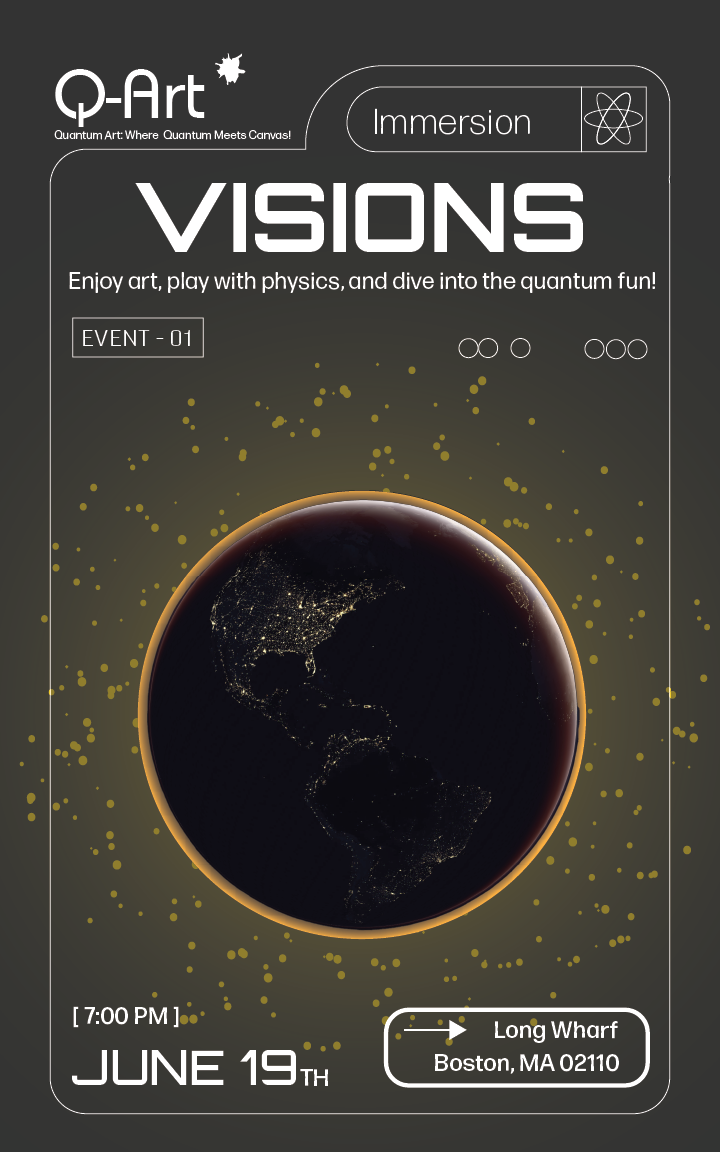 Q-Art
Quantum Art: Where Quantum Meets Canvas!
Immersion
VISIONS
Enjoy art, play with physics, and dive into the quantum fun!
EVENT - 01
[ 7:00 PM ]
JUNE 19TH
Long Wharf
Boston, MA 02110